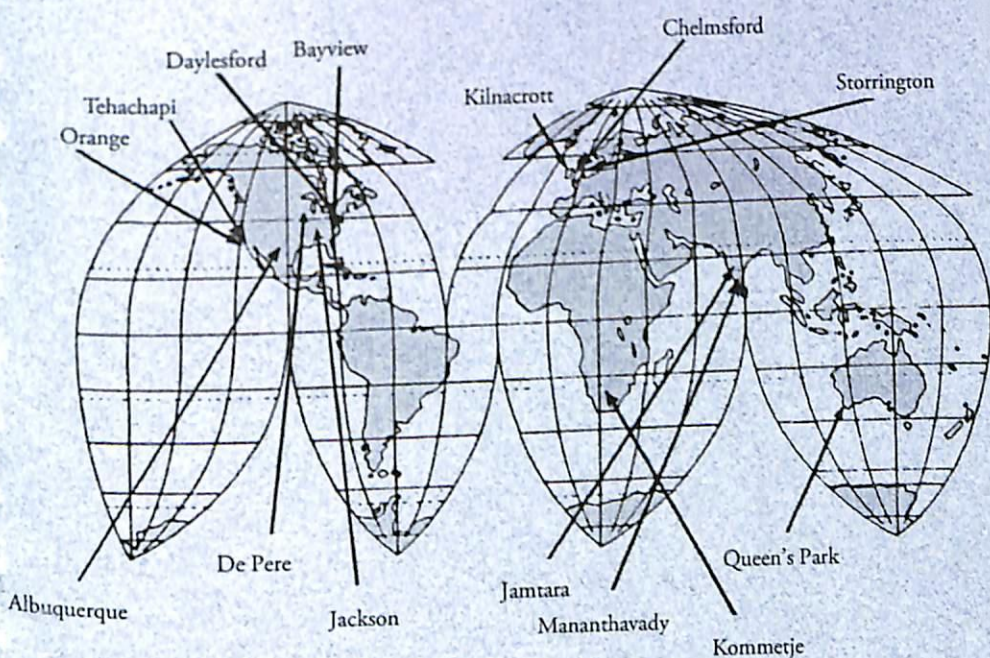 Chelmsford
Bayview
Daylesford
Storrington
Kilnacrott
Tehachapi
Orange
De Pere
Queen's Park
Jamtara
Albuquerque
Jackson
Mananthavady
Kommetje